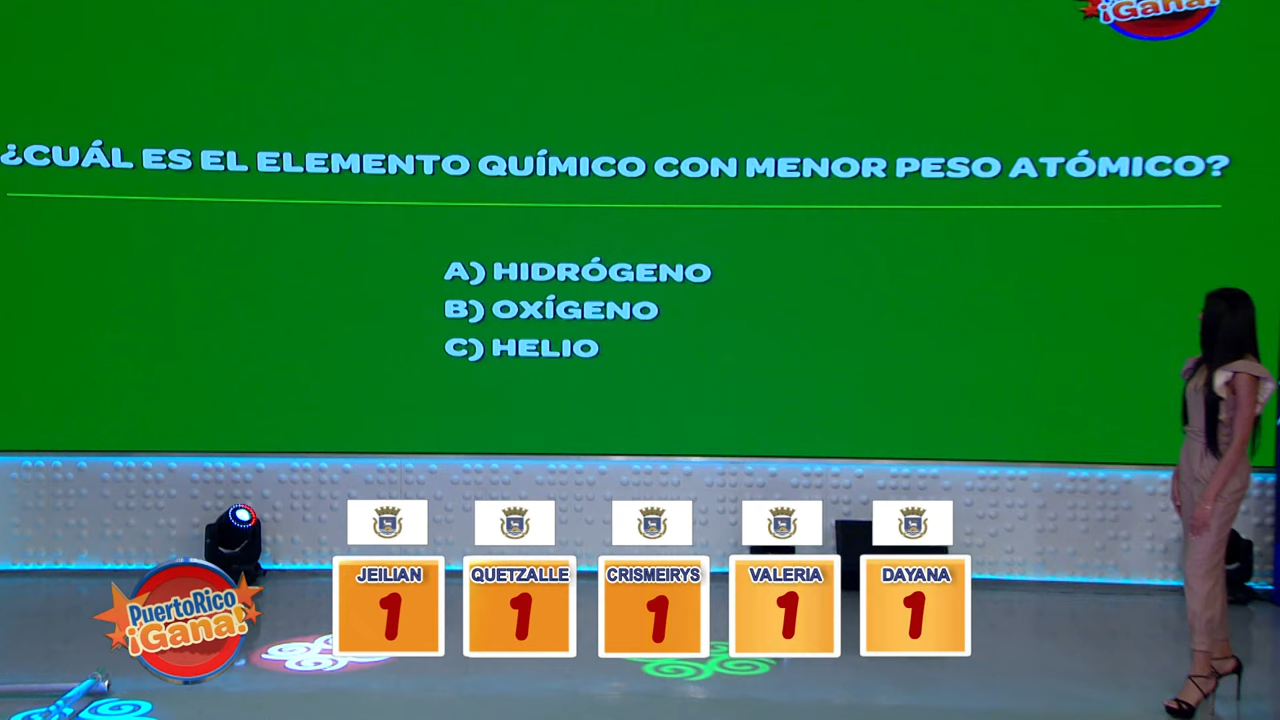 ¡Gana!
¿CUÁL ES EL ELEMENTO QUÍMICO CON MENOR PESO ATÓMICO?
A) HIDRÓGENO
B) OXÍGENO
C) HELIO
JEILIAN
QUETZALLE
CRISMEIRYS
VALERIA
DAYANA
1
1
1
1
1
PuertoRico
¡Gana!